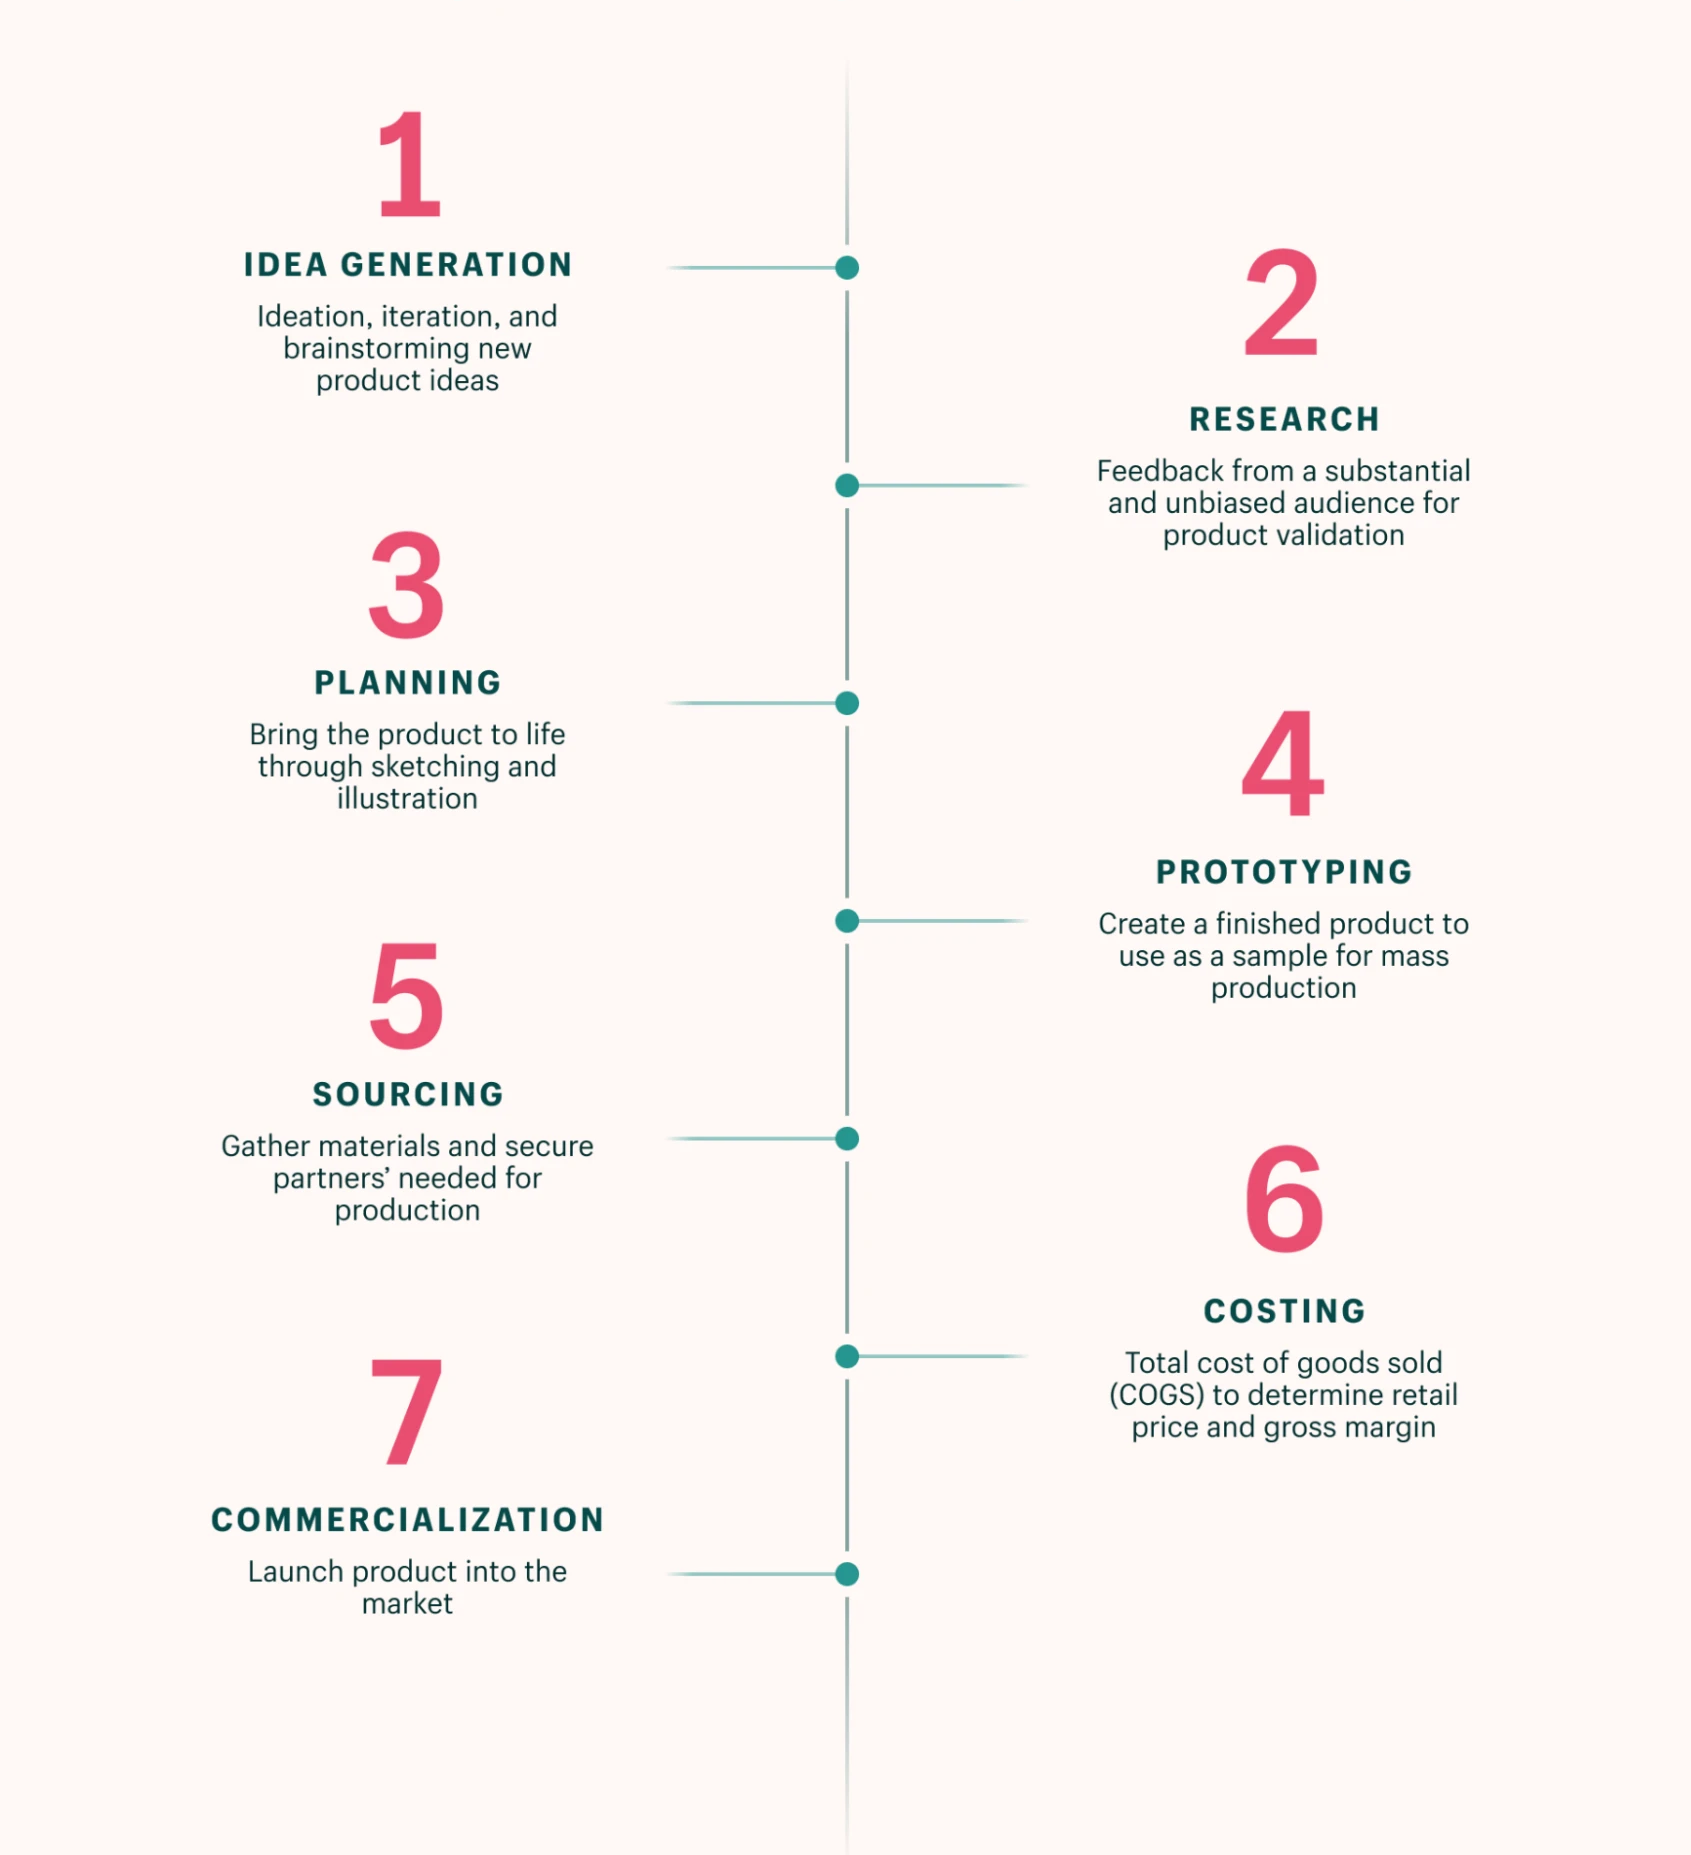 1
IDEA GENERATION
Ideation, iteration, and
brainstorming new
product ideas
2
RESEARCH
Feedback from a substantial
and unbiased audience for
product validation
3
PLANNING
Bring the product to life
through sketching and
illustration
4
PROTOTYPING
Create a finished product to
use as a sample for mass
production
5
SOURCING
Gather materials and secure
partners’ needed for
production
6
COSTING
Total cost of goods sold
(COGS) to determine retail
price and gross margin
7
COMMERCIALIZATION
Launch product into the
market